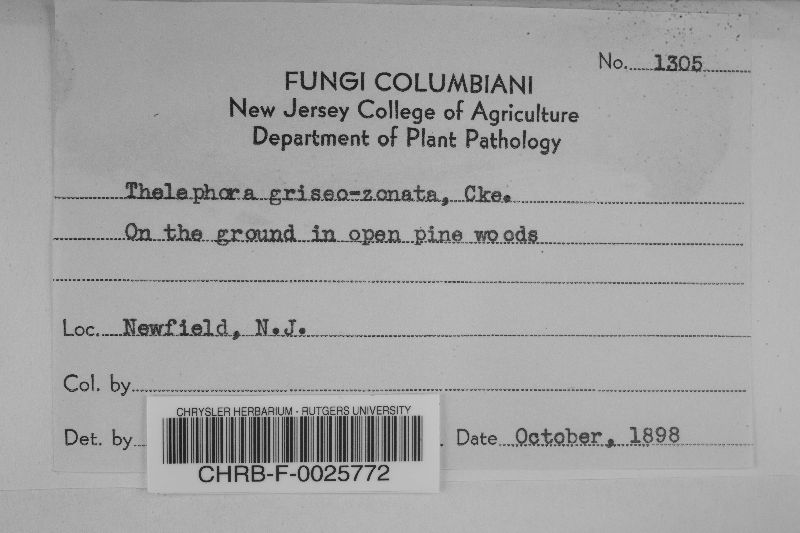 No. 1305
FUNGI COLUMBIANI
New Jersey College of Agriculture
Department of Plant Pathology
Thelephora griseo-zonata, Cke.
On the ground in open pine woods
Loc. Newfield, N.J.
Col. by
Det. by
Date October, 1898
CHRYSLER HERBARIUM - RUTGERS UNIVERSITY
CHRB-F-0025772